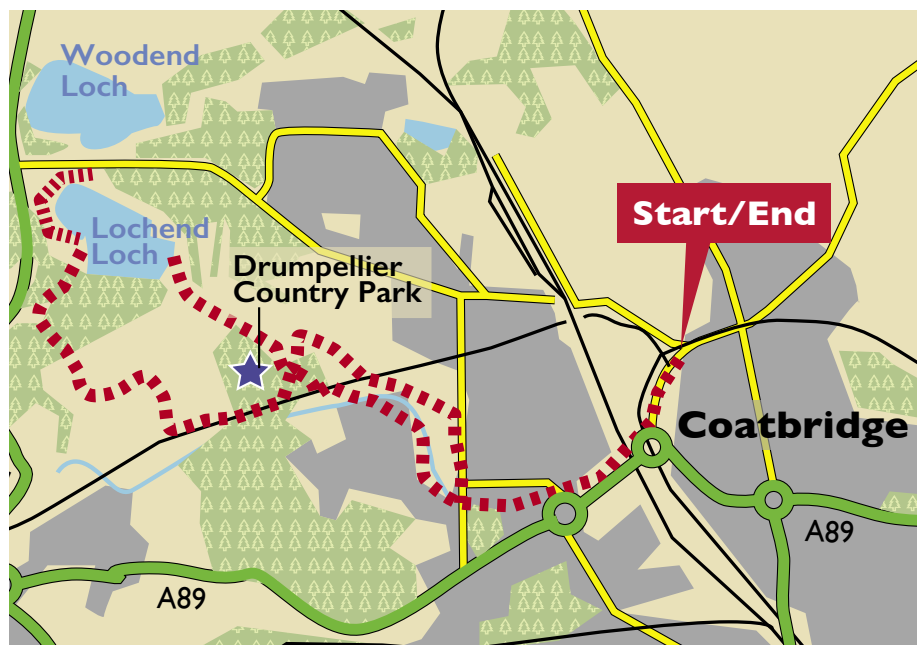 Woodend
Loch
Start/End
Lochend
Loch
Drumpellier
Country Park
Coatbridge
A89
A89